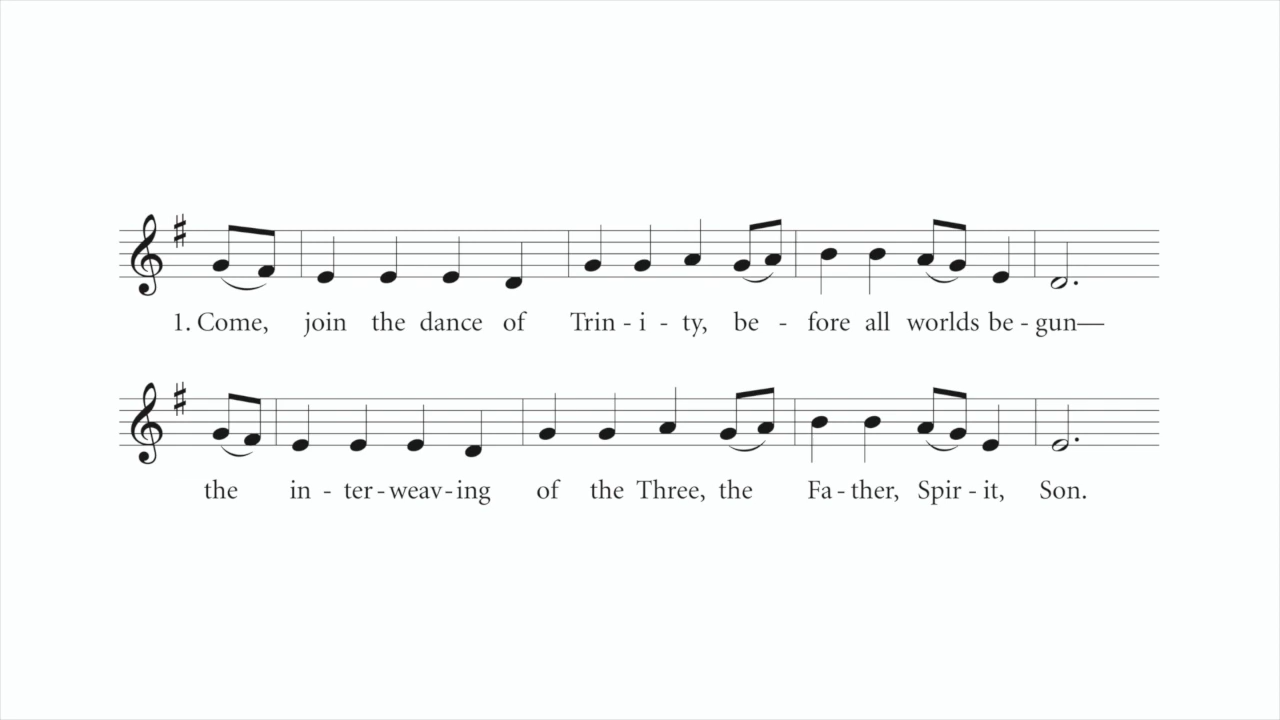 1. Come, join the dance of Trin - i - ty, be - fore all worlds be - gun—
the in - ter - weav - ing of the Three, the Fa - ther, Spir - it, Son.